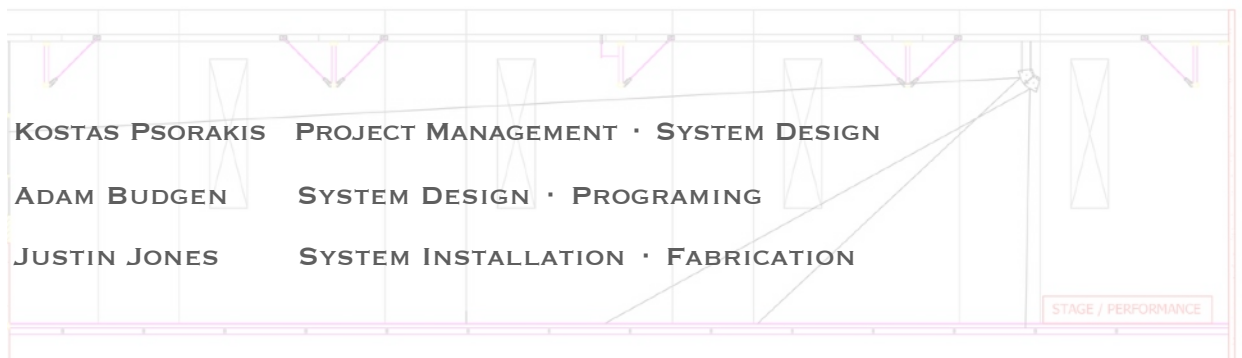 Kostas Psorakis Project Management · System Design
Adam Budgen System Design · Programing
Justin Jones System Installation · Fabrication
STAGE / PERFORMANCE